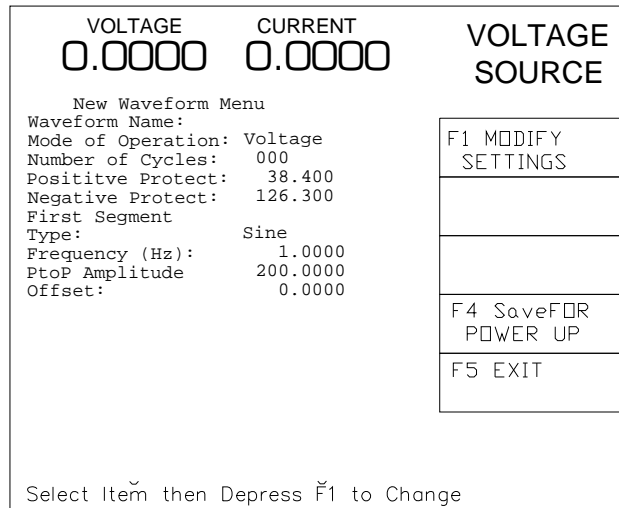 VOLTAGE CURRENT
0.0000 0.0000
VOLTAGE
SOURCE
New Waveform Menu
Waveform Name:
Mode of Operation: Voltage
Number of Cycles: 000
Posititve Protect: 38.400
Negative Protect: 126.300
First Segment
Type: Sine
Frequency (Hz): 1.0000
PtoP Amplitude 200.0000
Offset: 0.0000
F1 MODIFY
SETTINGS
F4 SaveFOR
POWER UP
F5 EXIT
Select Item then Depress F1 to Change